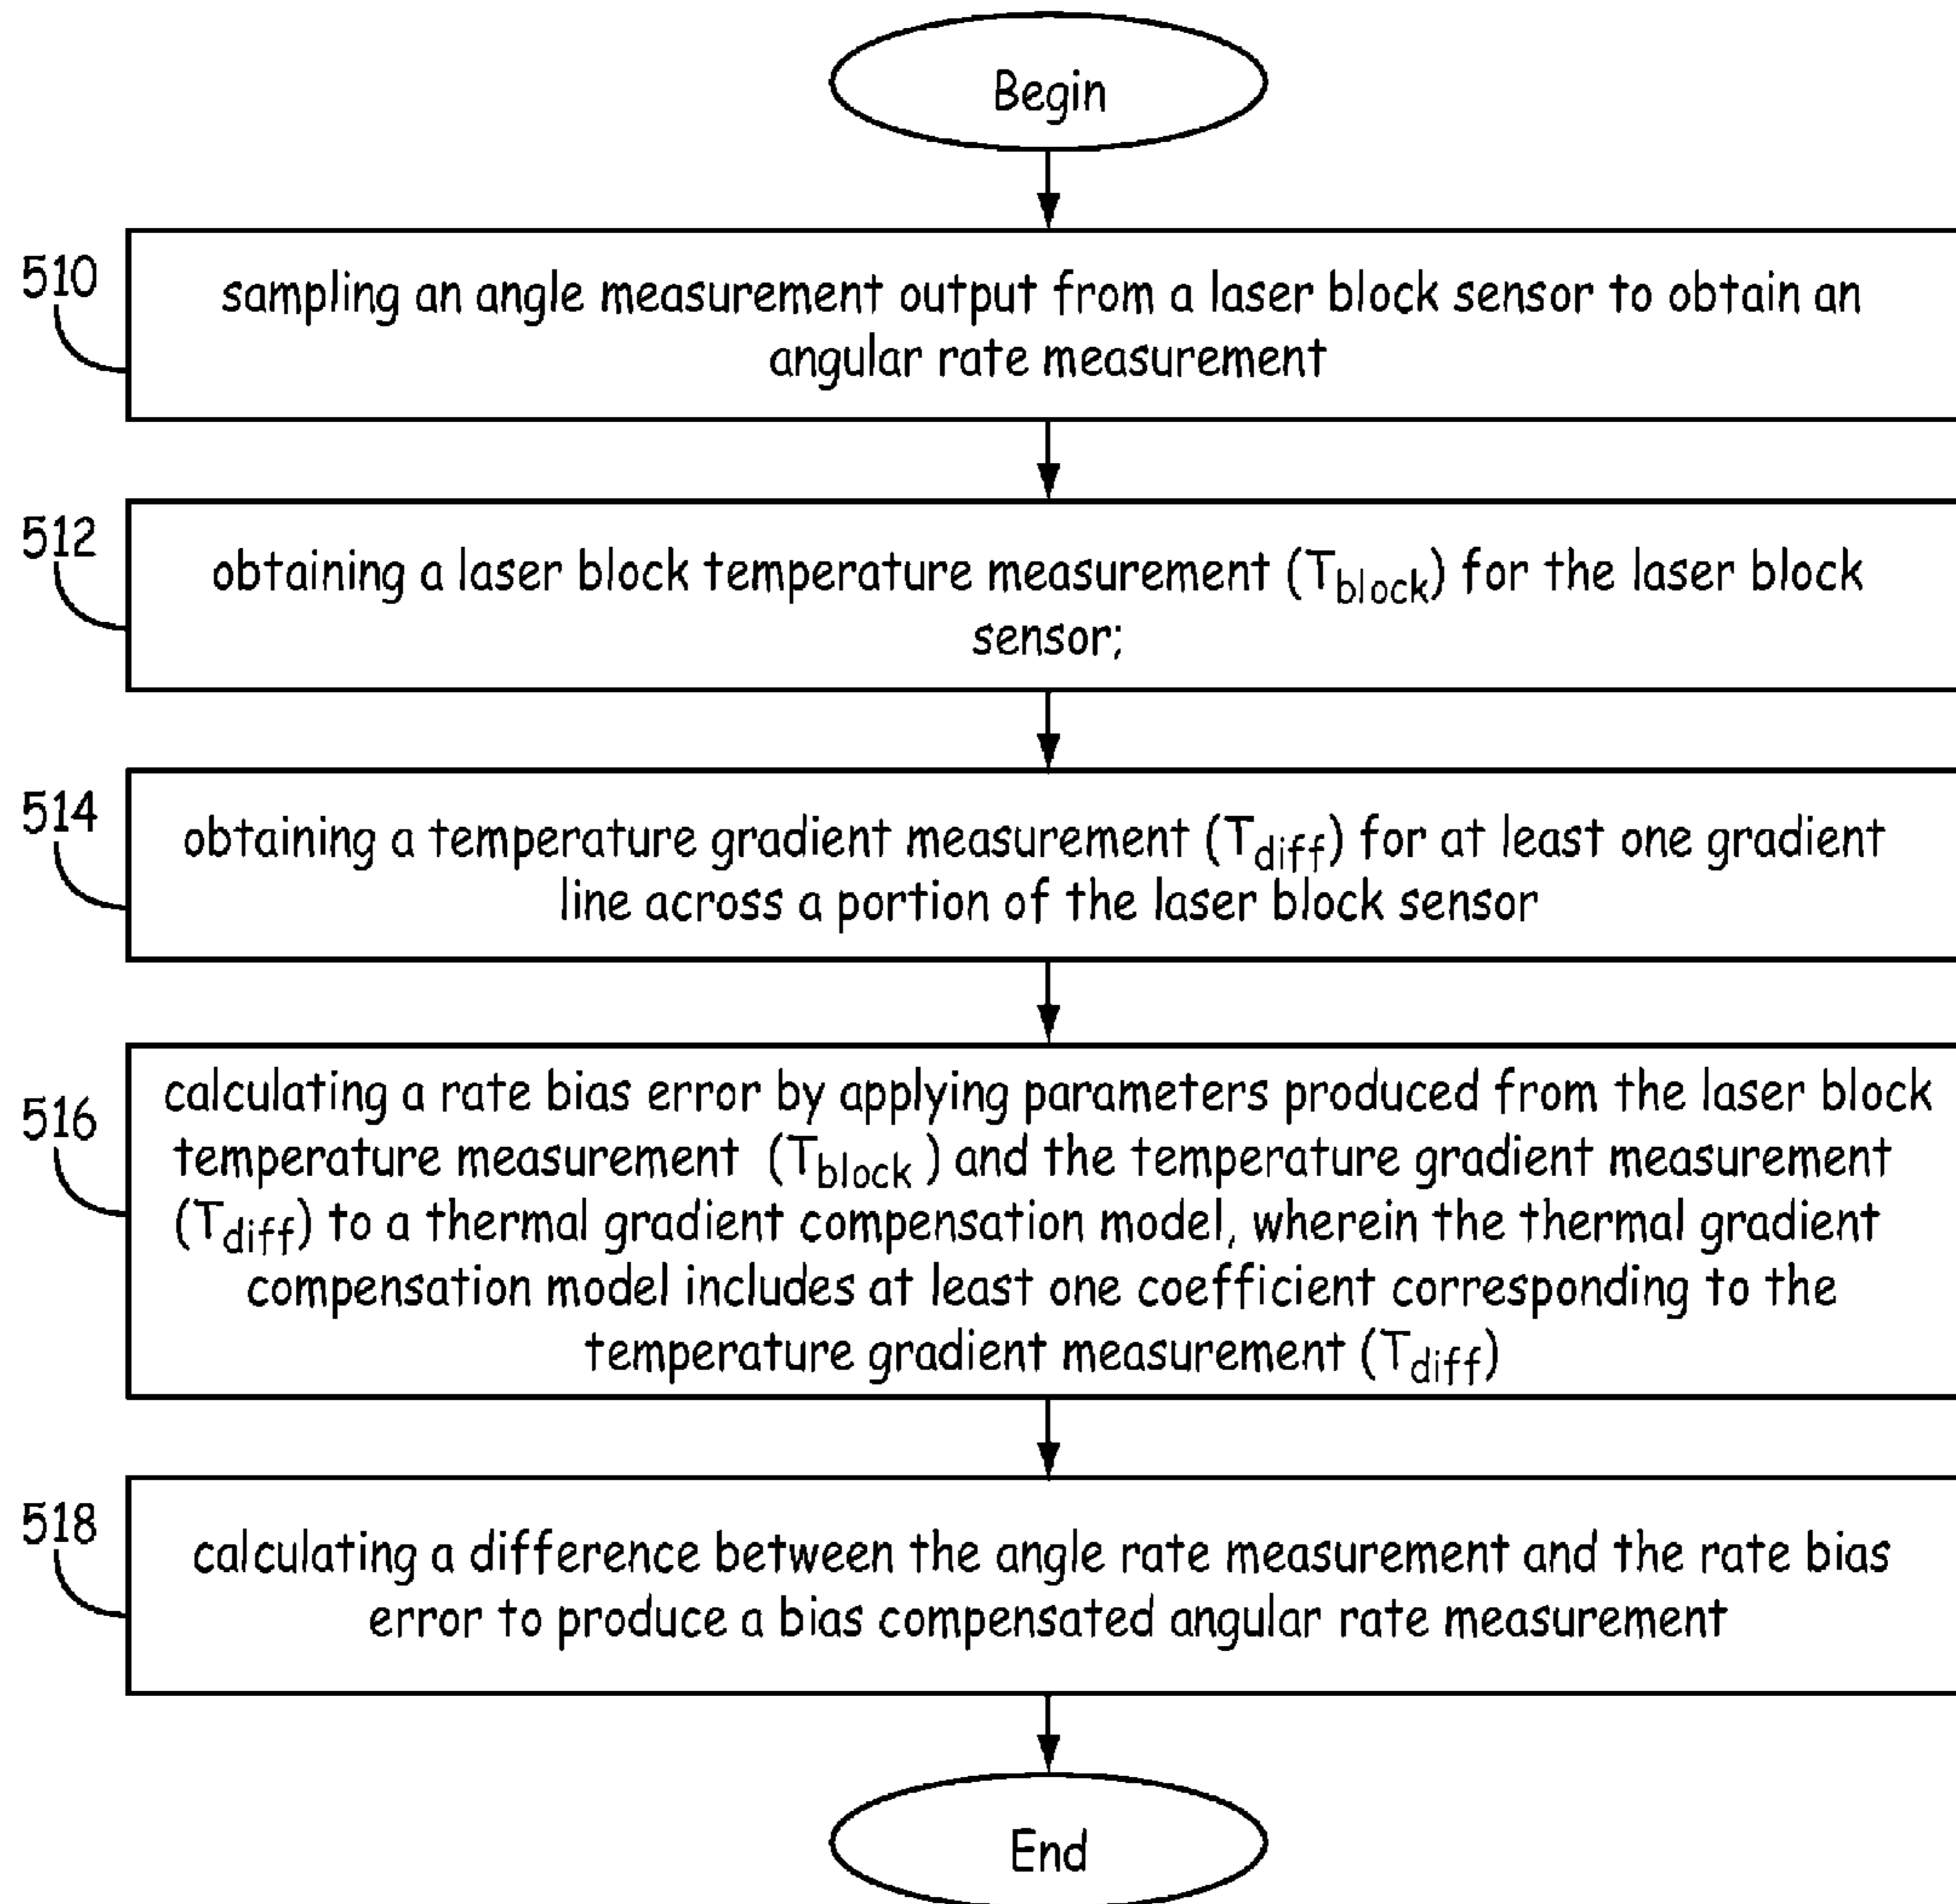 Begin
510
sampling an angle measurement output from a laser block sensor to obtain an
angular rate measurement
512
obtaining a laser block temperature measurement (Tblock) for the laser block
sensor;
514
obtaining a temperature gradient measurement (Tdiff) for at least one gradient
line across a portion of the laser block sensor
516
calculating a rate bias error by applying parameters produced from the laser block
temperature measurement (Tblock) and the temperature gradient measurement
(Tdiff) to a thermal gradient compensation model, wherein the thermal gradient
compensation model includes at least one coefficient corresponding to the
temperature gradient measurement (Tdiff)
518
calculating a difference between the angle rate measurement and the rate bias
error to produce a bias compensated angular rate measurement
End